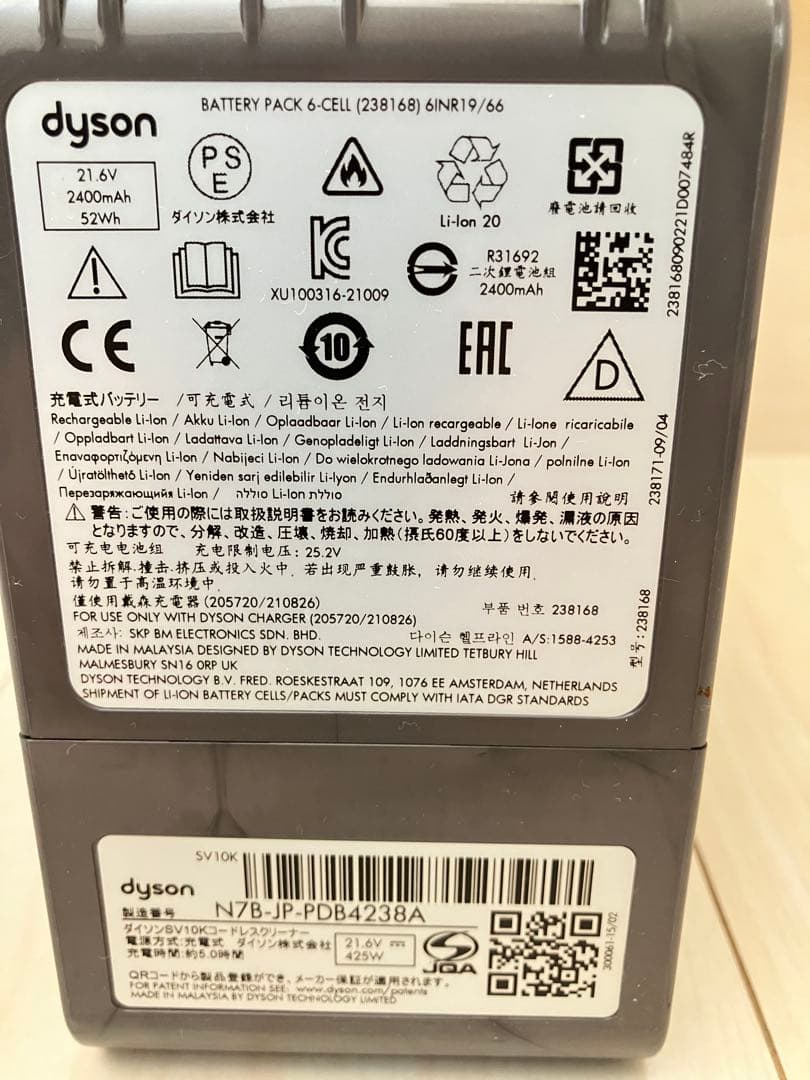 BATTERY PACK 6-CELL (238168) 6INR19/66
dyson
21.6V
2400mAh
52Wh
PSE
ダイソン株式会社
Li-Ion 20
廢電池請回收
XU100316-21009
R31692
二次鋰電池組
2400mAh
238168090221D007484R
CE
10
EAC
D
充電式バッテリー /可充電式 / 리튬이온 전지
Rechargeable Li-Ion / Akku Li-Ion / Oplaadbaar Li-Ion / Li-Ion recargable / Li-Ione ricaricabile
/ Oppladbart Li-Ion / Ladattava Li-Ion / Genopladeligt Li-Ion / Laddningsbart Li-Jon /
Επαναφορτιζόμενη Li-Ion / Nabíjecí Li-Ion / Do wielokrotnego ladowania Li-Jona / polnilne Li-Ion
/ Újratölthető Li-Ion / Yeniden sarj edilebilir Li-Iyon / Endurhlaðanlegt Li-Ion /
Перезаряжающийя Li-Ion / סוללה Li-Ion סוללת
請參閱使用說明
238171-09/04
警告: ご使用の際には取扱説明書をお読みください。発熱、発火、爆発、漏液の原因
となりますので、分解、改造、圧壊、焼却、加熱(摂氏60度以上)をしないでください。
可充电电池组 充电限制电压: 25.2V
禁止拆解.撞击.挤压或投入火中. 若出现严重鼓胀, 请勿继续使用.
请勿置于高温环境中.
僅使用戴森充電器 (205720/210826)
부품 번호 238168
FOR USE ONLY WITH DYSON CHARGER (205720/210826)
제조사: SKP BM ELECTRONICS SDN. BHD.
다이슨 헬프라인 A/S:1588-4253
型号: 238168
MADE IN MALAYSIA DESIGNED BY DYSON TECHNOLOGY LIMITED TETBURY HILL
MALMESBURY SN16 0RP UK
DYSON TECHNOLOGY B.V. FRED. ROESKESTRAAT 109, 1076 EE AMSTERDAM, NETHERLANDS
SHIPMENT OF LI-ION BATTERY CELLS/PACKS MUST COMPLY WITH IATA DGR STANDARDS
SV10K
dyson
製造番号 N7B-JP-PDB4238A
ダイソンSV10Kコードレスクリーナー
電源方式: 充電式 ダイソン株式会社
充電時間: 約5.0時間
21.6V
425W
JQA
300061-15/02
QRコードから製品登録ができ、メーカー保証が適用されます。
FOR PATENT INFORMATION SEE: www.dyson.com/patents
MADE IN MALAYSIA BY DYSON TECHNOLOGY LIMITED